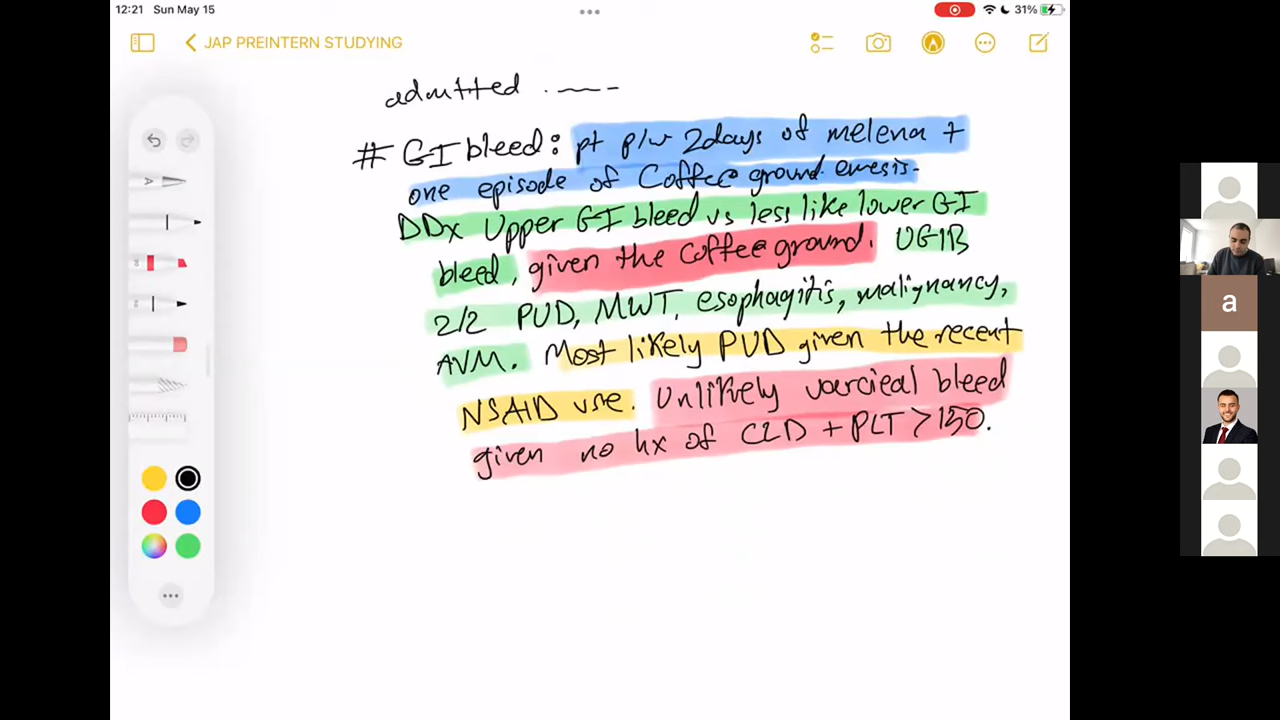 12:21 Sun May 15
31%
JAP PREINTERN STUDYING
admitted .
# GI bleed: pt p/w 2days of melena +
one episode of Coffee ground emesis.
DDx Upper GI bleed vs less like lower GI
bleed, given the coffee ground. UGIB
2/2 PUD, MWT, esophagitis, malignancy,
AVM. Most likely PUD given the recent
NSAID use. Unlikely varcieal bleed
given no hx of CLD + PLT >150.
a